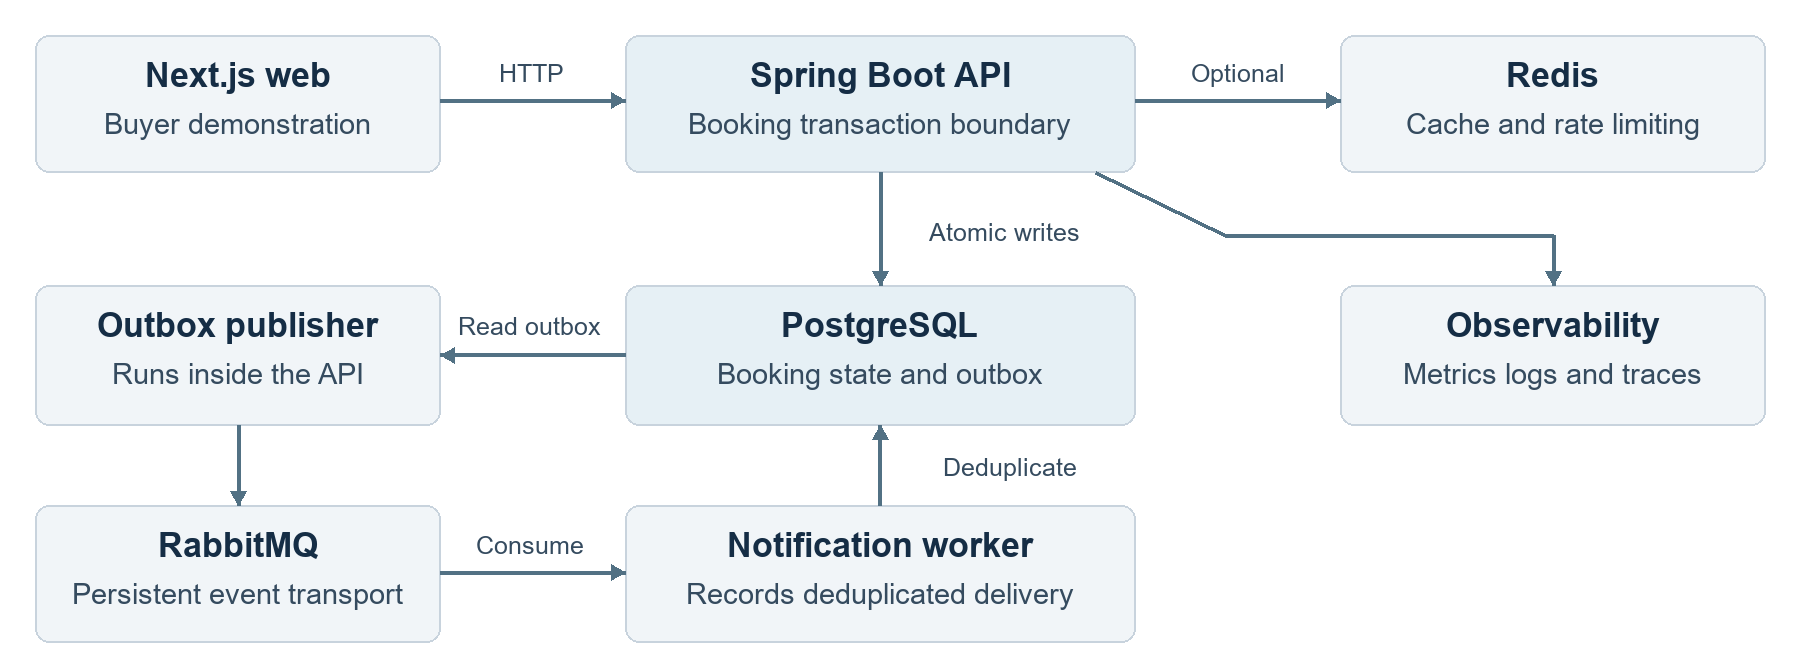 Next.js web
Buyer demonstration
HTTP
Spring Boot API
Booking transaction boundary
Optional
Redis
Cache and rate limiting
Atomic writes
Outbox publisher
Runs inside the API
Read outbox
PostgreSQL
Booking state and outbox
Observability
Metrics logs and traces
Deduplicate
RabbitMQ
Persistent event transport
Consume
Notification worker
Records deduplicated delivery